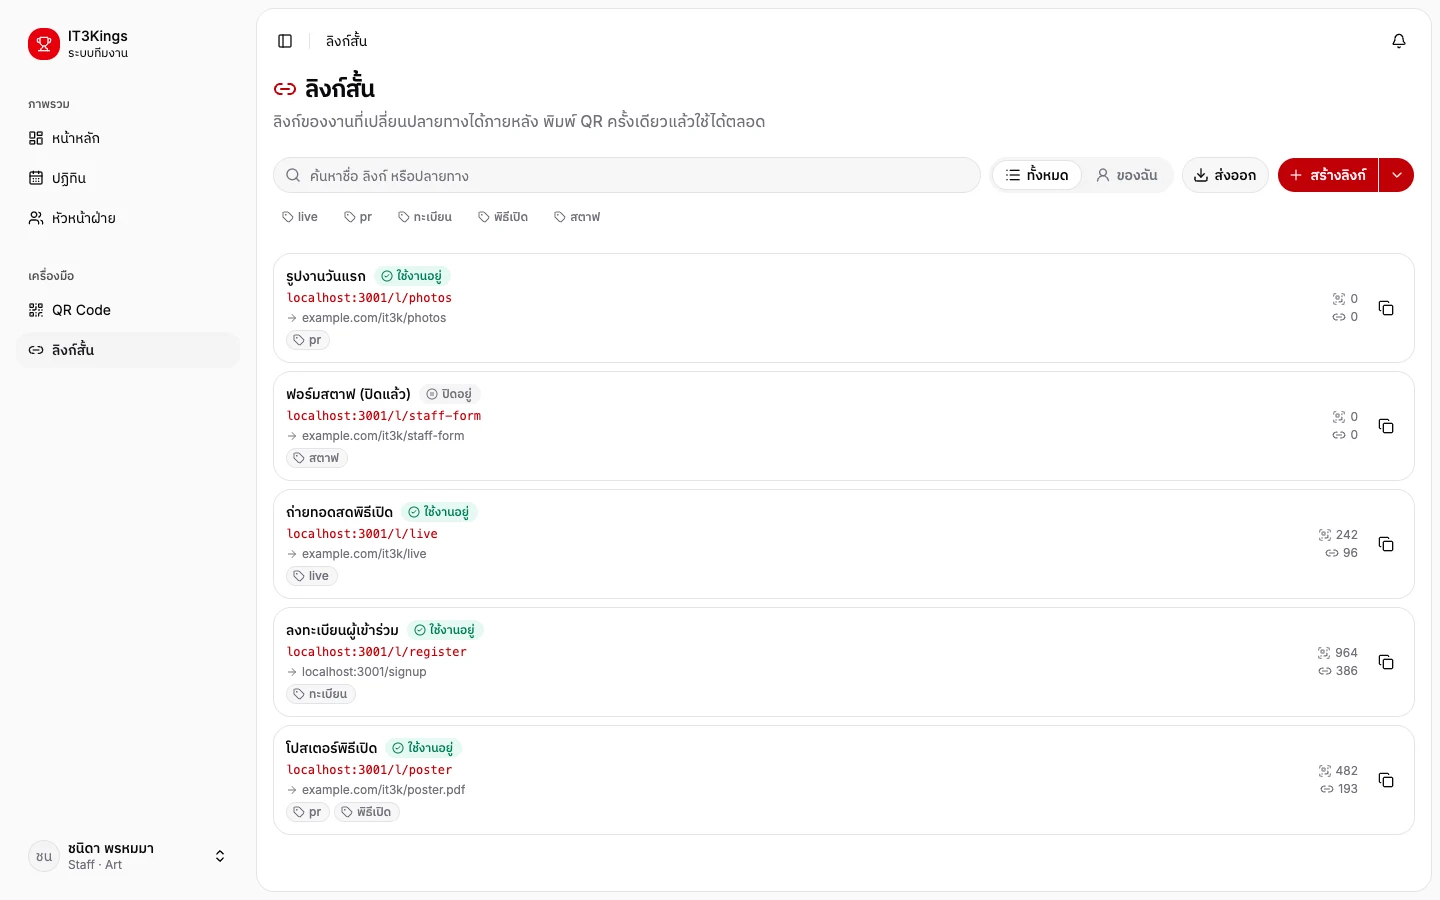 IT3Kings
ระบบทีมงาน
ภาพรวม
หน้าหลัก
ปฏิทิน
หัวหน้าฝ่าย
เครื่องมือ
QR Code
ลิงก์สั้น
ชน
ชนิดา พรหมมา
Staff · Art
ลิงก์สั้น
ลิงก์สั้น
ลิงก์ของงานที่เปลี่ยนปลายทางได้ภายหลัง พิมพ์ QR ครั้งเดียวแล้วใช้ได้ตลอด
ค้นหาชื่อ ลิงก์ หรือปลายทาง
ทั้งหมด
ของฉัน
ส่งออก
สร้างลิงก์
live
pr
ทะเบียน
พิธีเปิด
สตาฟ
รูปงานวันแรก ใช้งานอยู่
localhost:3001/l/photos
→ example.com/it3k/photos
pr
0
0
ฟอร์มสตาฟ (ปิดแล้ว) ปิดอยู่
localhost:3001/l/staff-form
→ example.com/it3k/staff-form
สตาฟ
0
0
ถ่ายทอดสดพิธีเปิด ใช้งานอยู่
localhost:3001/l/live
→ example.com/it3k/live
live
242
96
ลงทะเบียนผู้เข้าร่วม ใช้งานอยู่
localhost:3001/l/register
→ localhost:3001/signup
ทะเบียน
964
386
โปสเตอร์พิธีเปิด ใช้งานอยู่
localhost:3001/l/poster
→ example.com/it3k/poster.pdf
pr พิธีเปิด
482
193